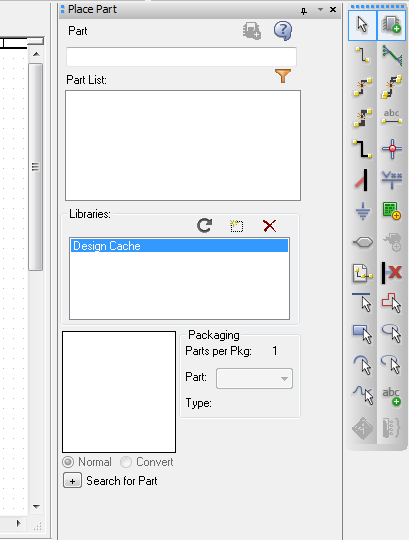 Place Part
Part
Part List:
Libraries:
Design Cache
Packaging
Parts per Pkg: 1
Part:
Type:
Normal Convert
+ Search for Part
abc
Vxx
abc